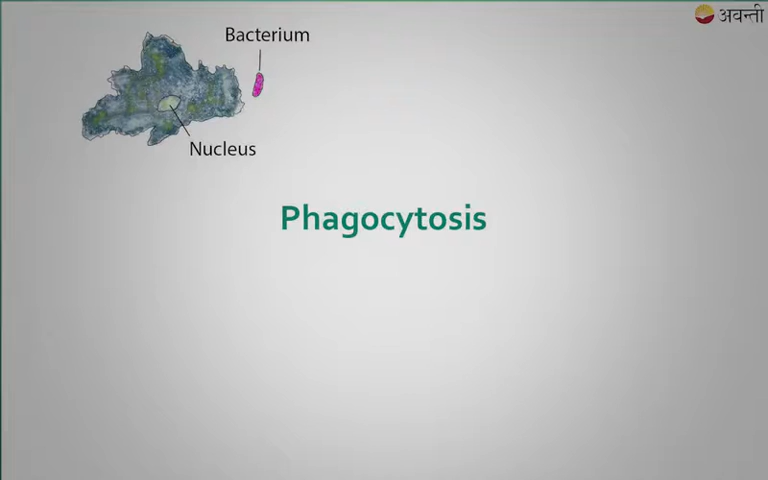 अवन्ती
Bacterium
Nucleus
Phagocytosis